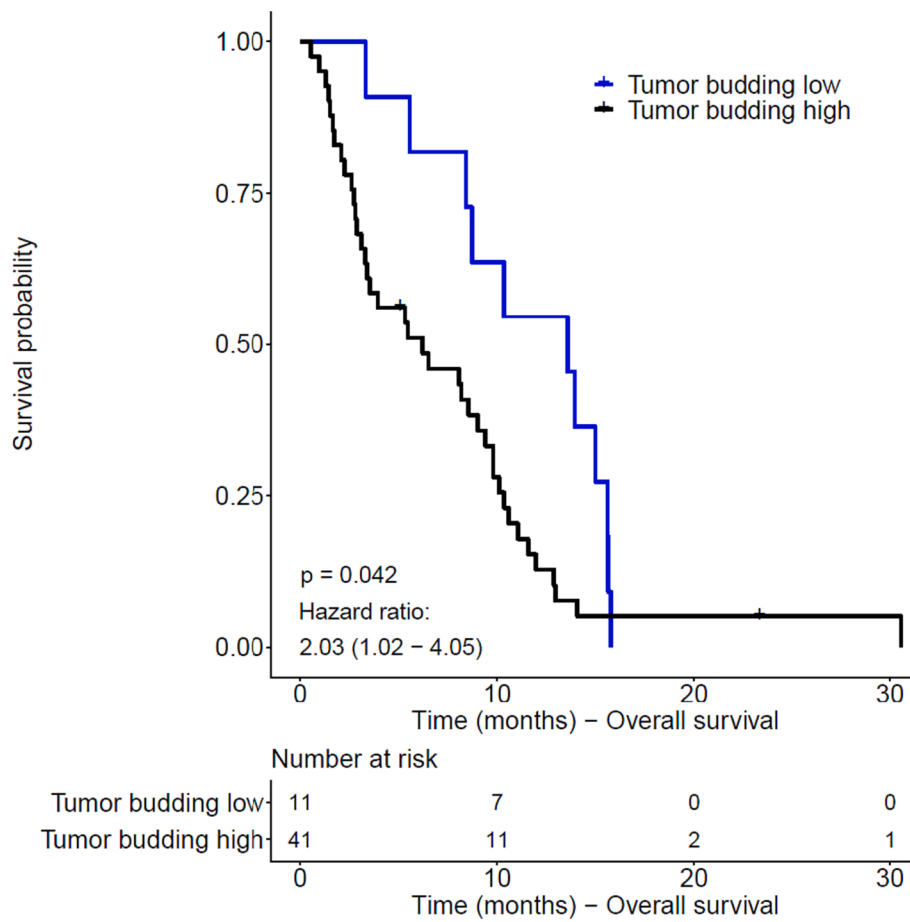 1.00
0.75
0.50
0.25
0.00
Survival probability
Tumor budding low
Tumor budding high
p = 0.042
Hazard ratio:
2.03 (1.02 − 4.05)
0 10 20 30
Time (months) − Overall survival
Number at risk
Tumor budding low 11 7 0 0
Tumor budding high 41 11 2 1
0 10 20 30
Time (months) − Overall survival